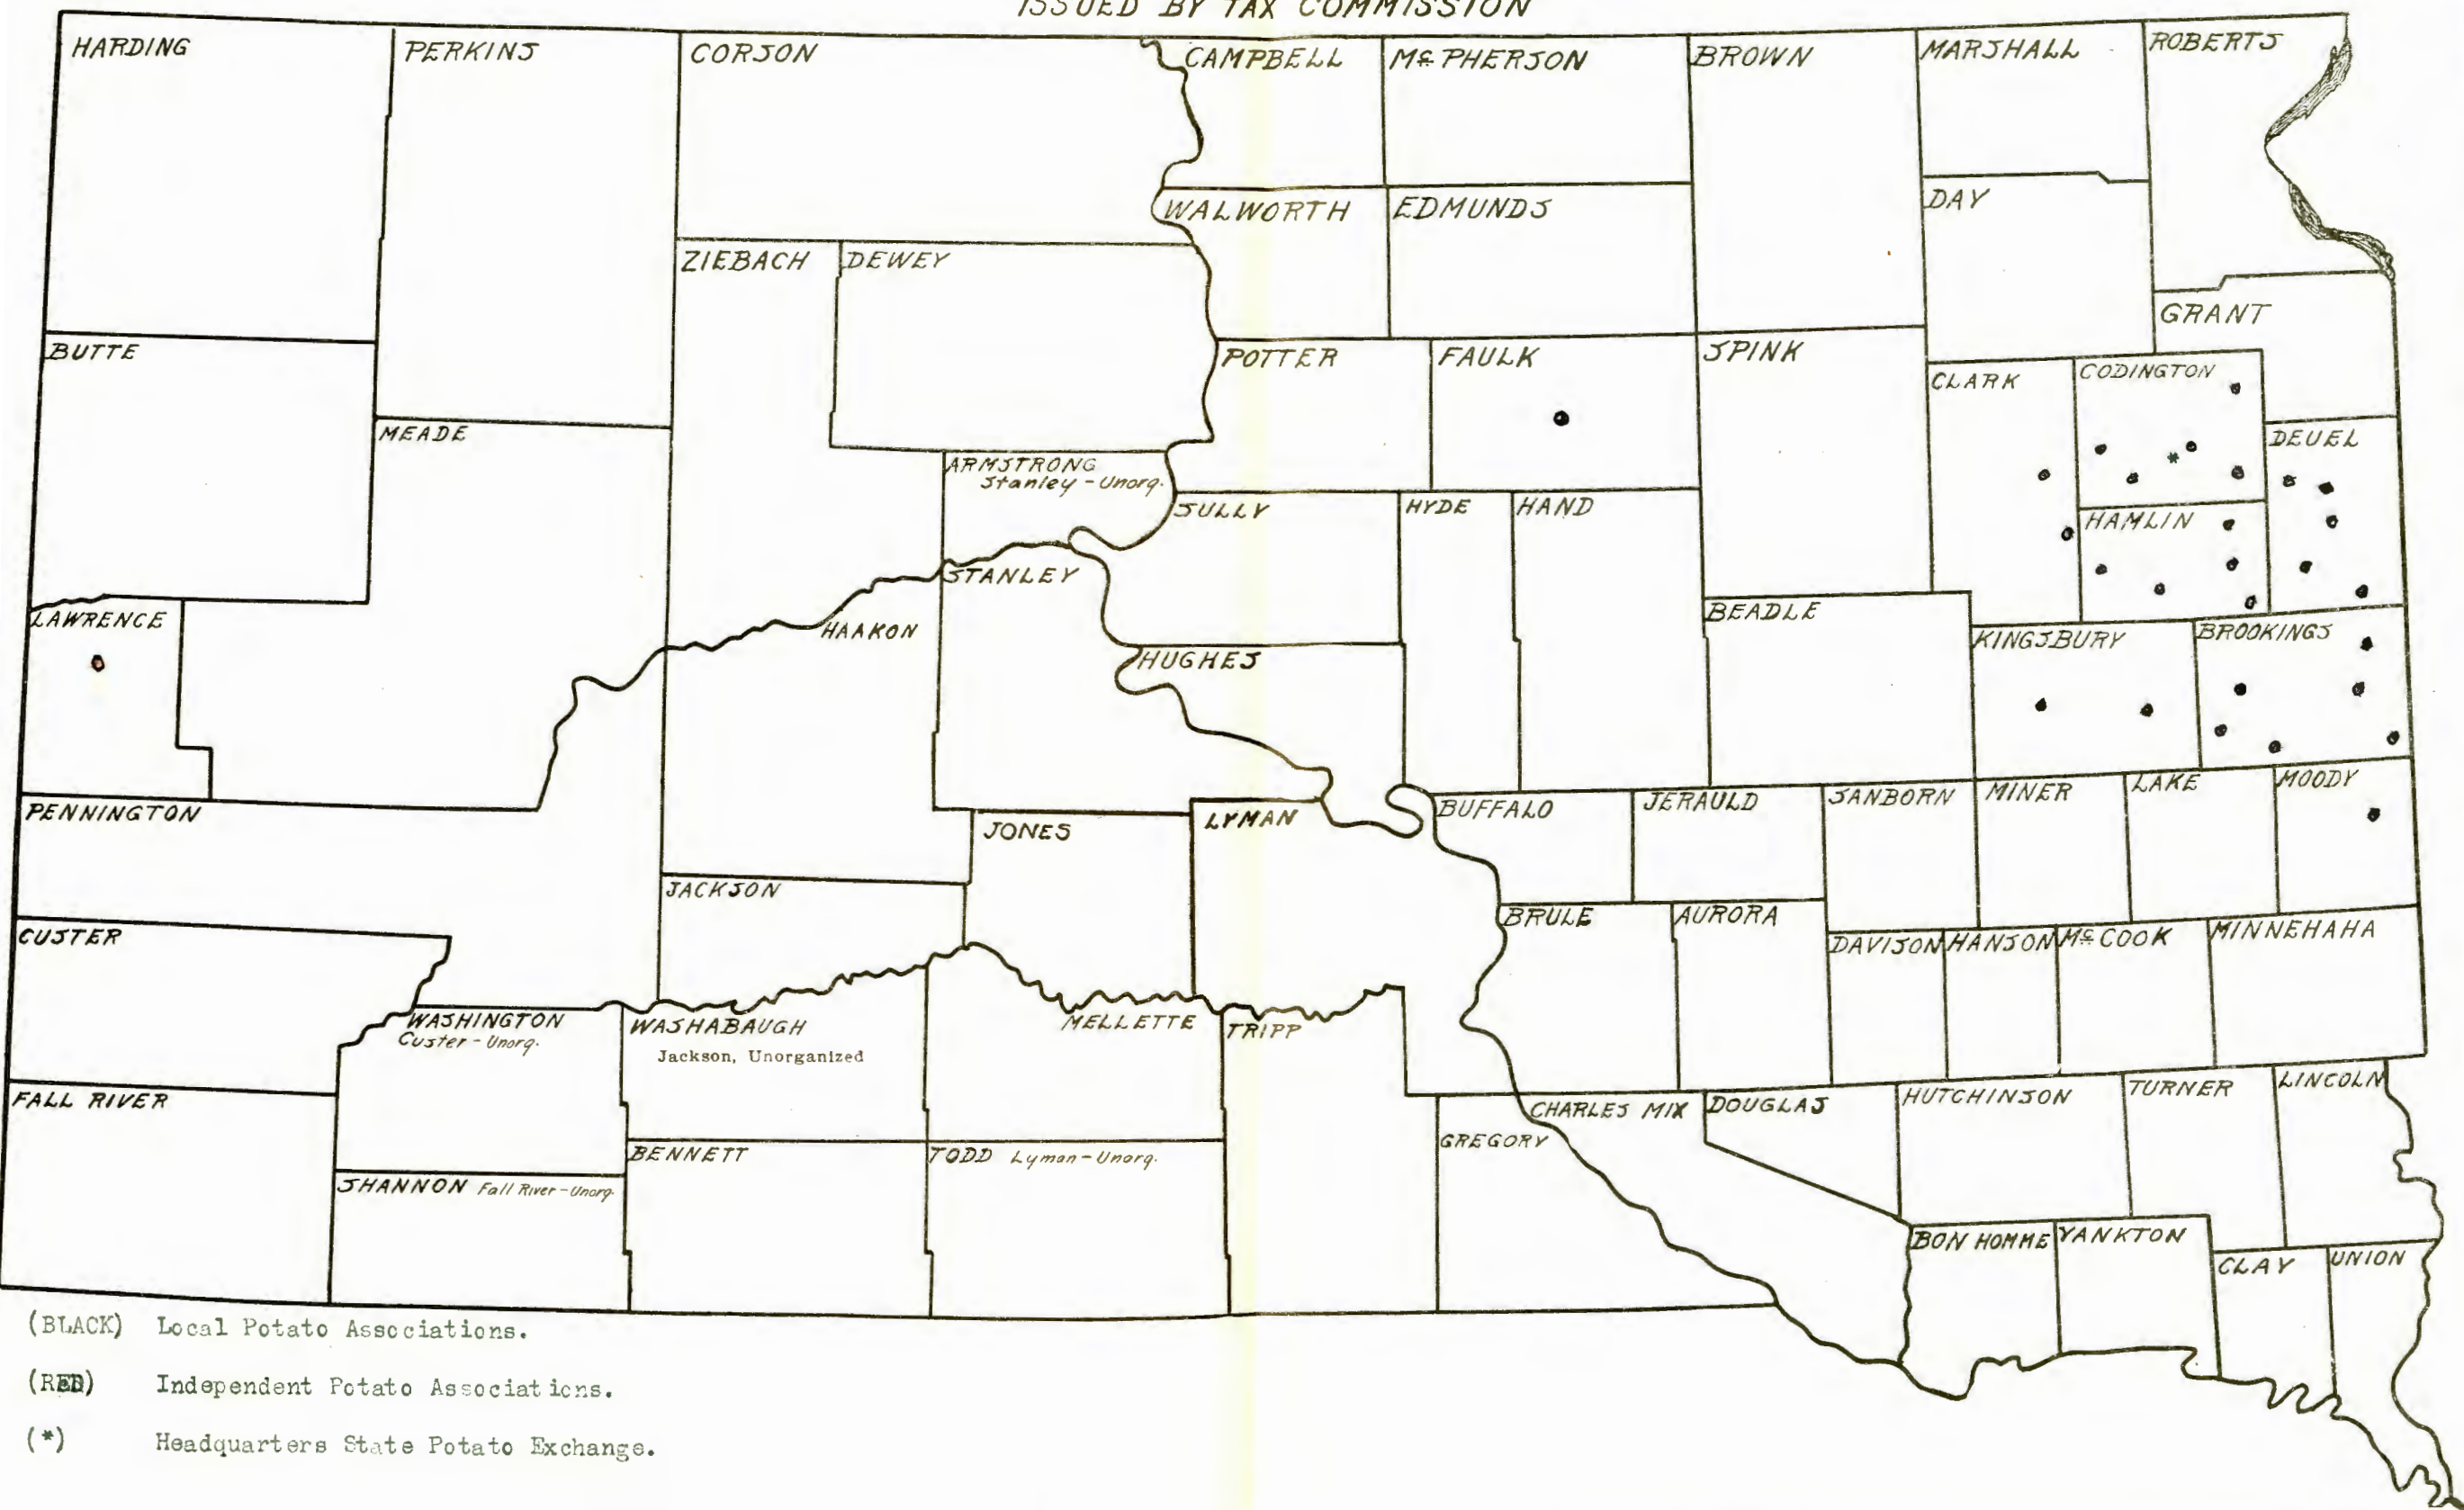 ISSUED BY TAX COMMISSION
HARDING
PERKINS
CORSON
CAMPBELL
McPHERSON
BROWN
MARSHALL
ROBERTS
WALWORTH
EDMUNDS
DAY
ZIEBACH
DEWEY
GRANT
BUTTE
POTTER
FAULK
SPINK
CLARK
CODINGTON
MEADE
DEUEL
ARMSTRONG
Stanley - Unorg.
SULLY
HYDE
HAND
HAMLIN
*
STANLEY
LAWRENCE
HAAKON
BEADLE
KINGSBURY
BROOKINGS
HUGHES
PENNINGTON
JONES
LYMAN
BUFFALO
JERAULD
SANBORN
MINER
LAKE
MOODY
JACKSON
BRULE
AURORA
CUSTER
DAVISON
HANSON
McCOOK
MINNEHAHA
WASHINGTON
Custer - Unorg.
WASHABAUGH
Jackson, Unorganized
MELLETTE
TRIPP
FALL RIVER
CHARLES MIX
DOUGLAS
HUTCHINSON
TURNER
LINCOLN
GREGORY
BENNETT
TODD Lyman - Unorg.
SHANNON Fall River - Unorg.
BON HOMME
YANKTON
CLAY
UNION
(BLACK) Local Potato Associations.
(RED) Independent Potato Associations.
(*) Headquarters State Potato Exchange.